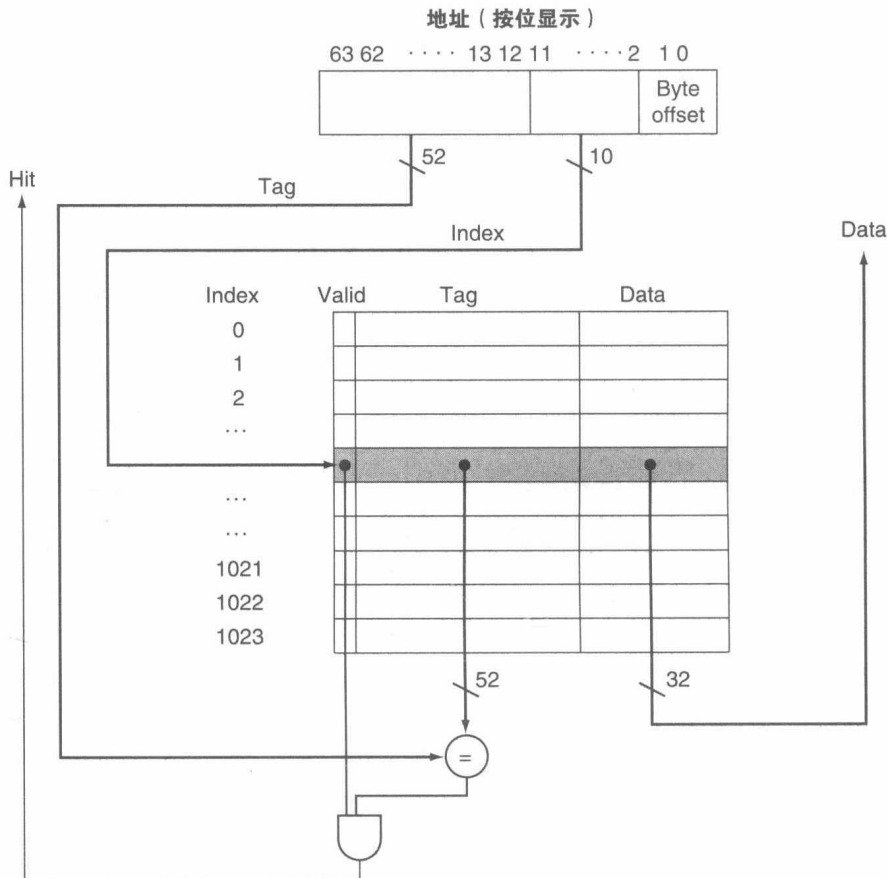 地址（按位显示）
63 62 ···· 13 12 11 ···· 2 1 0
Byte
offset
52
10
Hit
Tag
Index
Data
Index Valid Tag Data
0
1
2
...
...
...
1021
1022
1023
52
32
=